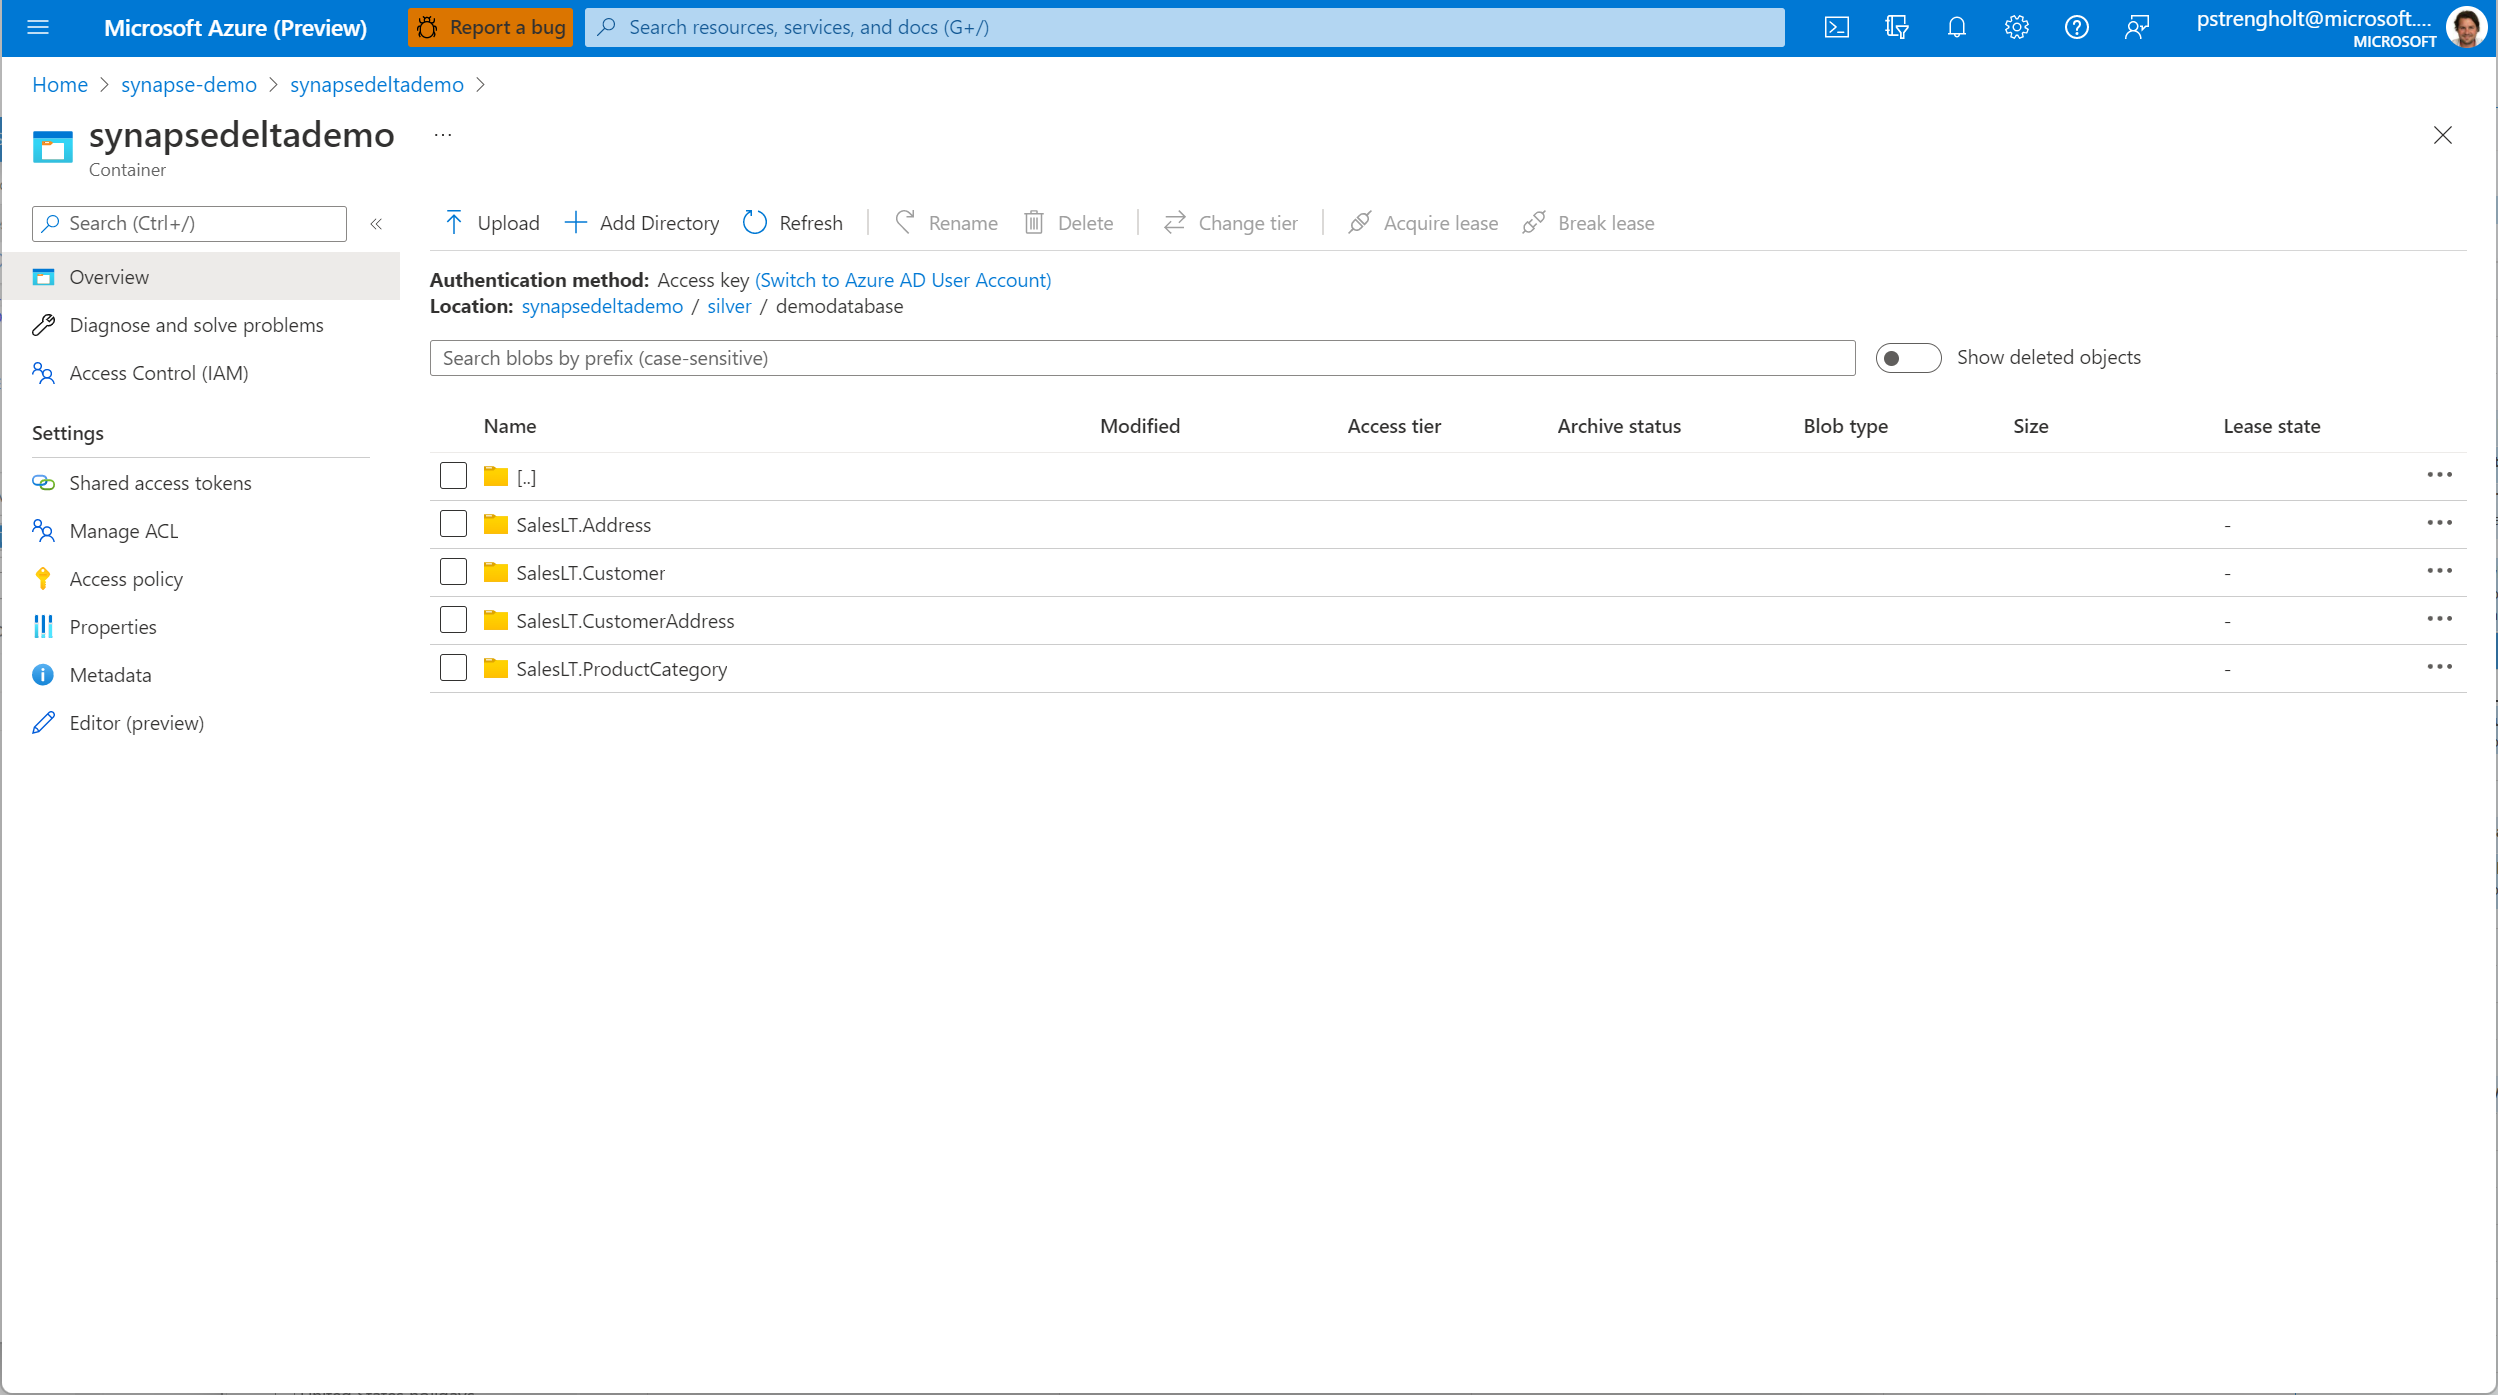 Microsoft Azure (Preview)
Report a bug
Search resources, services, and docs (G+/)
pstrengholt@microsoft....
MICROSOFT
Home > synapse-demo > synapsedeltademo >
synapsedeltademo ...
Container
Search (Ctrl+/)
«
Overview
Diagnose and solve problems
Access Control (IAM)
Settings
Shared access tokens
Manage ACL
Access policy
Properties
Metadata
Editor (preview)
Upload Add Directory Refresh Rename Delete Change tier Acquire lease Break lease
Authentication method: Access key (Switch to Azure AD User Account)
Location: synapsedeltademo / silver / demodatabase
Search blobs by prefix (case-sensitive)
Show deleted objects
Name Modified Access tier Archive status Blob type Size Lease state
[..]
SalesLT.Address -
SalesLT.Customer -
SalesLT.CustomerAddress -
SalesLT.ProductCategory -